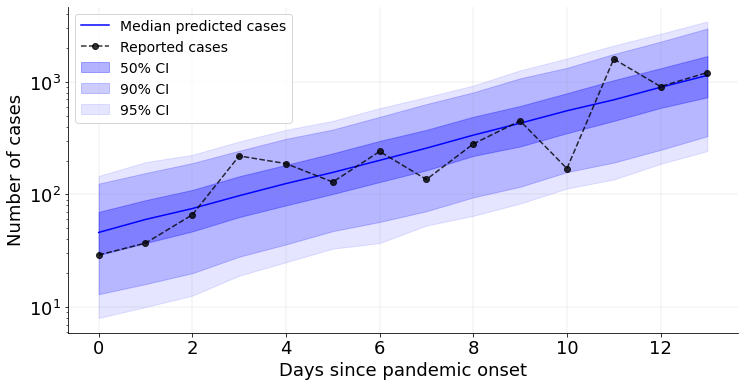 Median predicted cases
Reported cases
50% CI
90% CI
95% CI
Number of cases
10³
10²
10¹
0 2 4 6 8 10 12
Days since pandemic onset